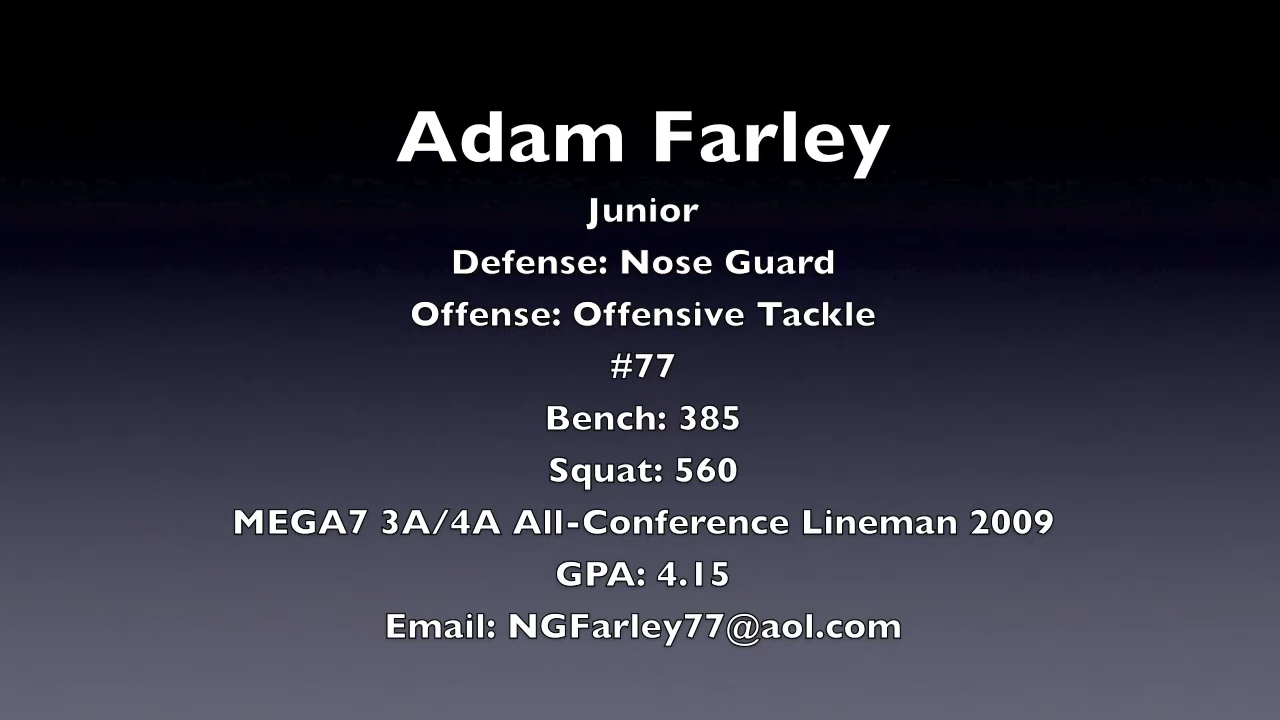 Adam Farley
Junior
Defense: Nose Guard
Offense: Offensive Tackle
#77
Bench: 385
Squat: 560
MEGA7 3A/4A All-Conference Lineman 2009
GPA: 4.15
Email: NGFarley77@aol.com